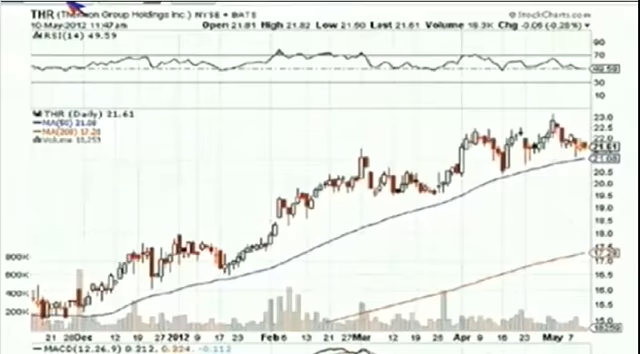 THR (Thermon Group Holdings Inc.) NYSE + BATS © StockCharts.com
10-May-2012 11:47am Open 21.81 High 21.82 Low 21.50 Last 21.61 Volume 18.3K Chg -0.06 (-0.28%)
RSI(14) 49.59
90
70
30
10
THR (Daily) 21.61
MA(50) 21.08
MA(200) 17.28
Volume 18,253
23.0
22.5
22.0
21.61
21.08
20.5
20.0
19.5
19.0
18.5
18.0
17.28
17.0
16.5
16.0
15.5
15.0
800K
600K
400K
200K
21 28 Dec 12 19 27 2012 9 17 23 Feb 6 13 21 27 Mar 12 19 26 Apr 9 16 23 May 7
MACD(12,26,9) 0.212, 0.324, -0.112